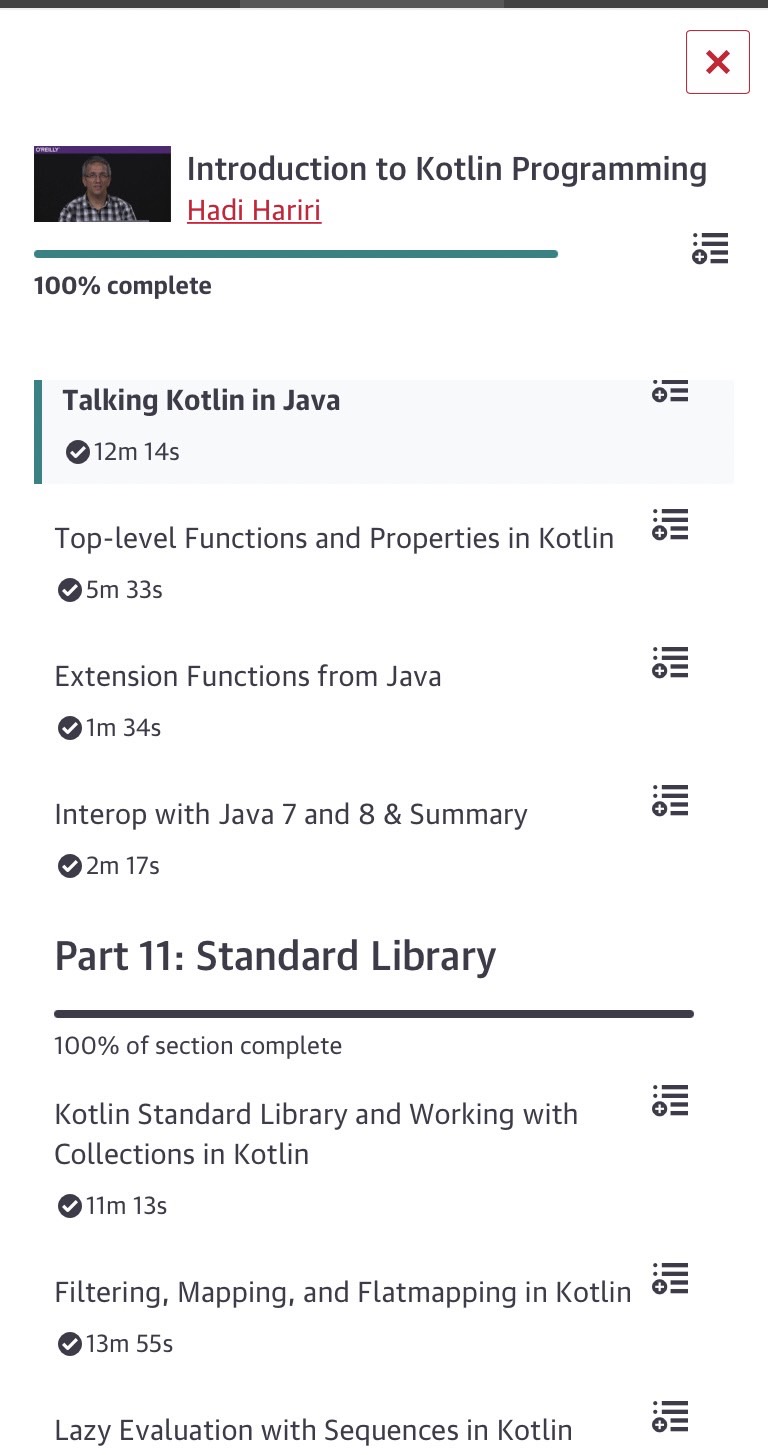 O'REILLY
Introduction to Kotlin Programming
Hadi Hariri
100% complete
Talking Kotlin in Java
12m 14s
Top-level Functions and Properties in Kotlin
5m 33s
Extension Functions from Java
1m 34s
Interop with Java 7 and 8 & Summary
2m 17s
Part 11: Standard Library
100% of section complete
Kotlin Standard Library and Working with
Collections in Kotlin
11m 13s
Filtering, Mapping, and Flatmapping in Kotlin
13m 55s
Lazy Evaluation with Sequences in Kotlin